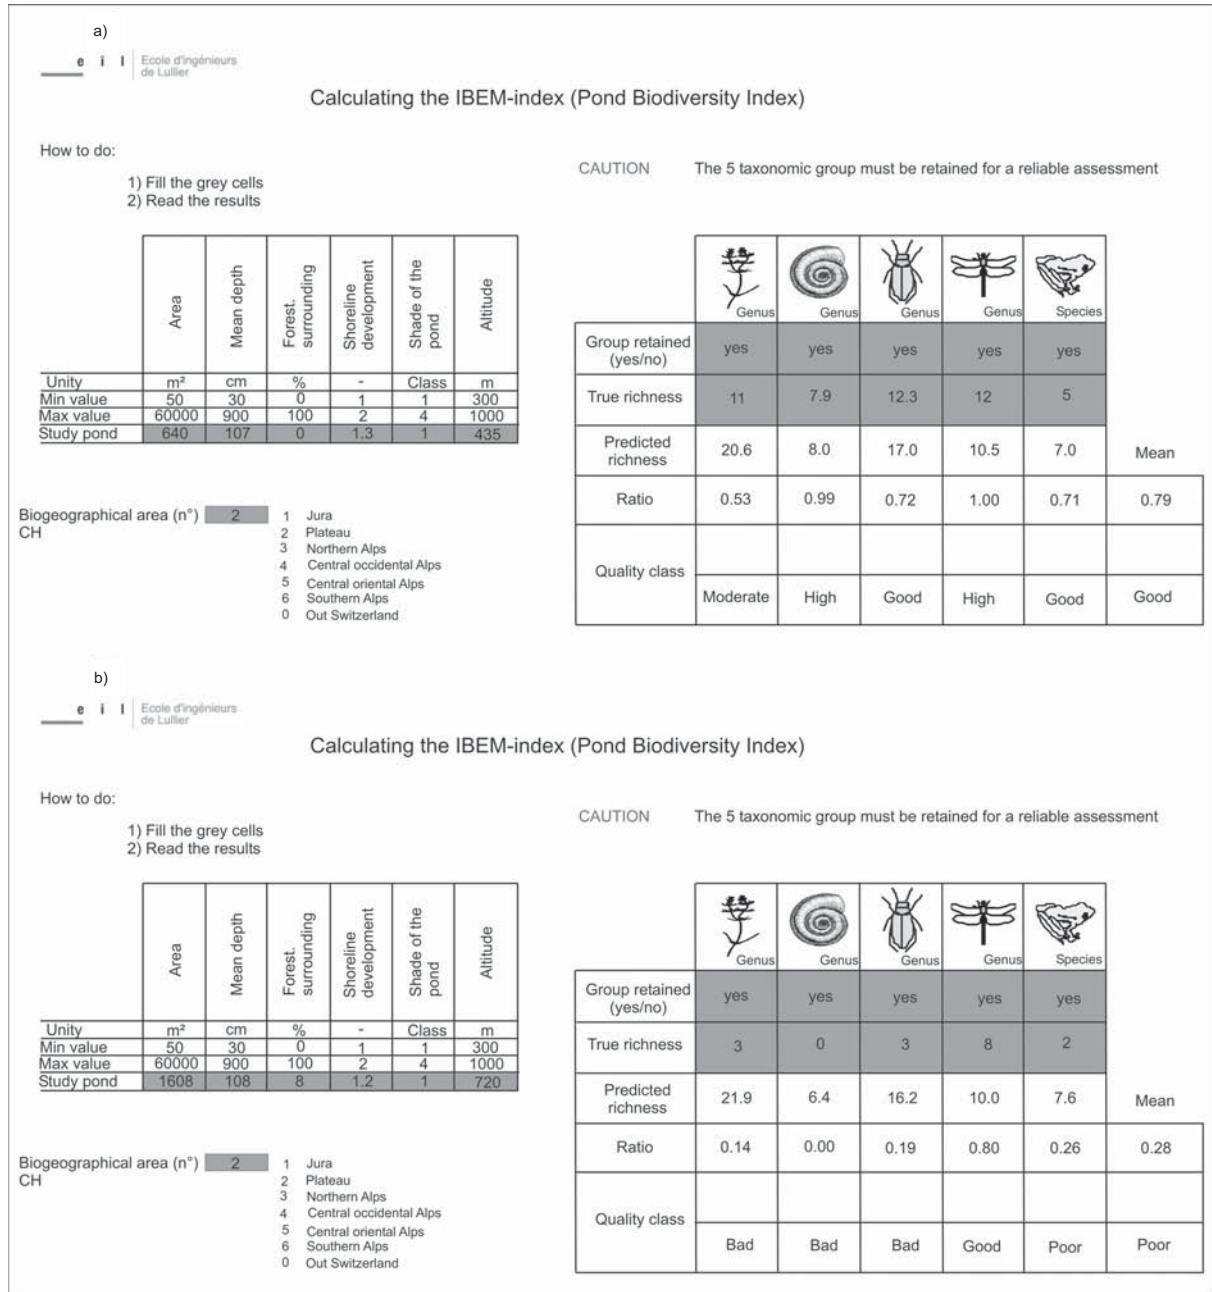 a)
e i l Ecole d'ingénieurs
de Lullier
Calculating the IBEM-index (Pond Biodiversity Index)
How to do:
1) Fill the grey cells
2) Read the results
CAUTION The 5 taxonomic group must be retained for a reliable assessment
Area Mean depth Forest. surrounding Shoreline development Shade of the pond Altitude
Unity m² cm % - Class m
Min value 50 30 0 1 1 300
Max value 60000 900 100 2 4 1000
Study pond 640 107 0 1.3 1 435
Biogeographical area (n°) 2
CH
1 Jura
2 Plateau
3 Northern Alps
4 Central occidental Alps
5 Central oriental Alps
6 Southern Alps
0 Out Switzerland
Genus Genus Genus Genus Species
Group retained
(yes/no) yes yes yes yes yes
True richness 11 7.9 12.3 12 5
Predicted
richness 20.6 8.0 17.0 10.5 7.0 Mean
Ratio 0.53 0.99 0.72 1.00 0.71 0.79
Quality class
Moderate High Good High Good Good
b)
e i l Ecole d'ingénieurs
de Lullier
Calculating the IBEM-index (Pond Biodiversity Index)
How to do:
1) Fill the grey cells
2) Read the results
CAUTION The 5 taxonomic group must be retained for a reliable assessment
Area Mean depth Forest. surrounding Shoreline development Shade of the pond Altitude
Unity m² cm % - Class m
Min value 50 30 0 1 1 300
Max value 60000 900 100 2 4 1000
Study pond 1608 108 8 1.2 1 720
Biogeographical area (n°) 2
CH
1 Jura
2 Plateau
3 Northern Alps
4 Central occidental Alps
5 Central oriental Alps
6 Southern Alps
0 Out Switzerland
Genus Genus Genus Genus Species
Group retained
(yes/no) yes yes yes yes yes
True richness 3 0 3 8 2
Predicted
richness 21.9 6.4 16.2 10.0 7.6 Mean
Ratio 0.14 0.00 0.19 0.80 0.26 0.28
Quality class
Bad Bad Bad Good Poor Poor